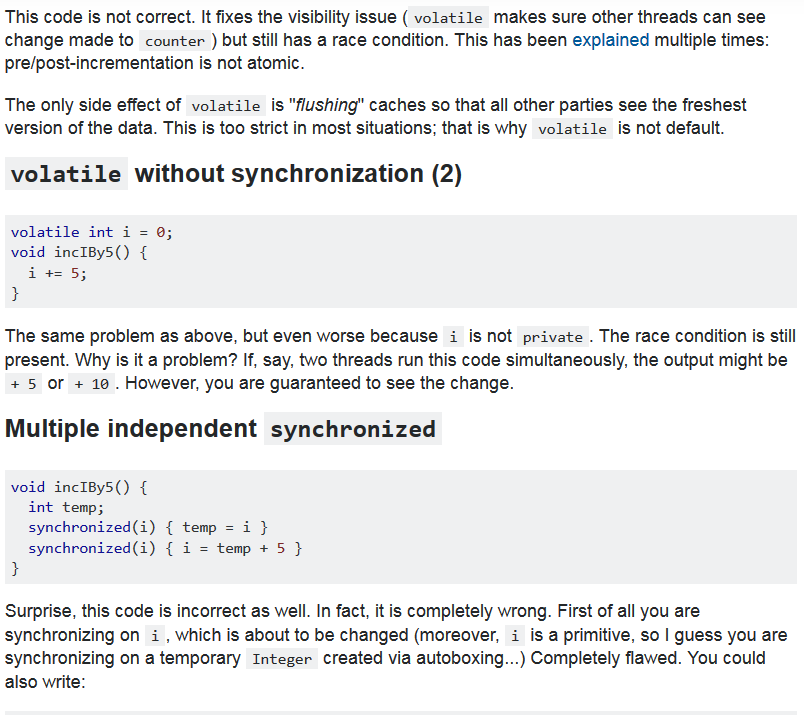 This code is not correct. It fixes the visibility issue ( volatile makes sure other threads can see
change made to counter ) but still has a race condition. This has been explained multiple times:
pre/post-incrementation is not atomic.
The only side effect of volatile is "flushing" caches so that all other parties see the freshest
version of the data. This is too strict in most situations; that is why volatile is not default.
volatile without synchronization (2)
volatile int i = 0;
void incIBy5() {
  i += 5;
}
The same problem as above, but even worse because i is not private . The race condition is still
present. Why is it a problem? If, say, two threads run this code simultaneously, the output might be
+ 5 or + 10 . However, you are guaranteed to see the change.
Multiple independent synchronized
void incIBy5() {
  int temp;
  synchronized(i) { temp = i }
  synchronized(i) { i = temp + 5 }
}
Surprise, this code is incorrect as well. In fact, it is completely wrong. First of all you are
synchronizing on i , which is about to be changed (moreover, i is a primitive, so I guess you are
synchronizing on a temporary Integer created via autoboxing...) Completely flawed. You could
also write: